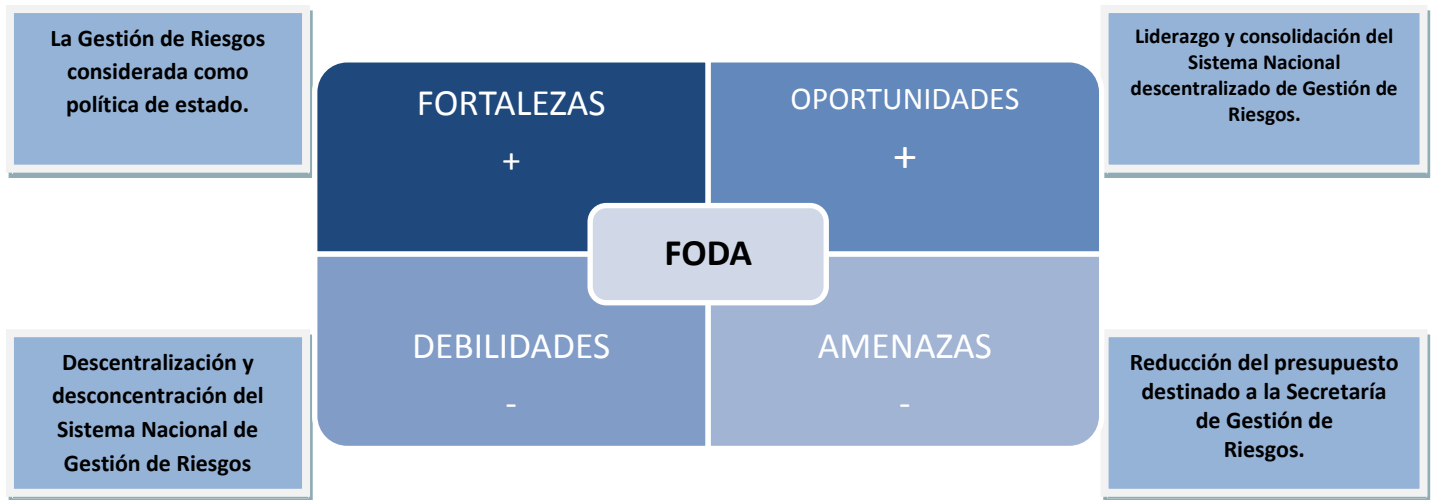 La Gestión de Riesgos
considerada como
política de estado.
FORTALEZAS
+
OPORTUNIDADES
+
Liderazgo y consolidación del
Sistema Nacional
descentralizado de Gestión de
Riesgos.
FODA
Descentralización y
desconcentración del
Sistema Nacional de
Gestión de Riesgos
DEBILIDADES
-
AMENAZAS
-
Reducción del presupuesto
destinado a la Secretaría
de Gestión de
Riesgos.